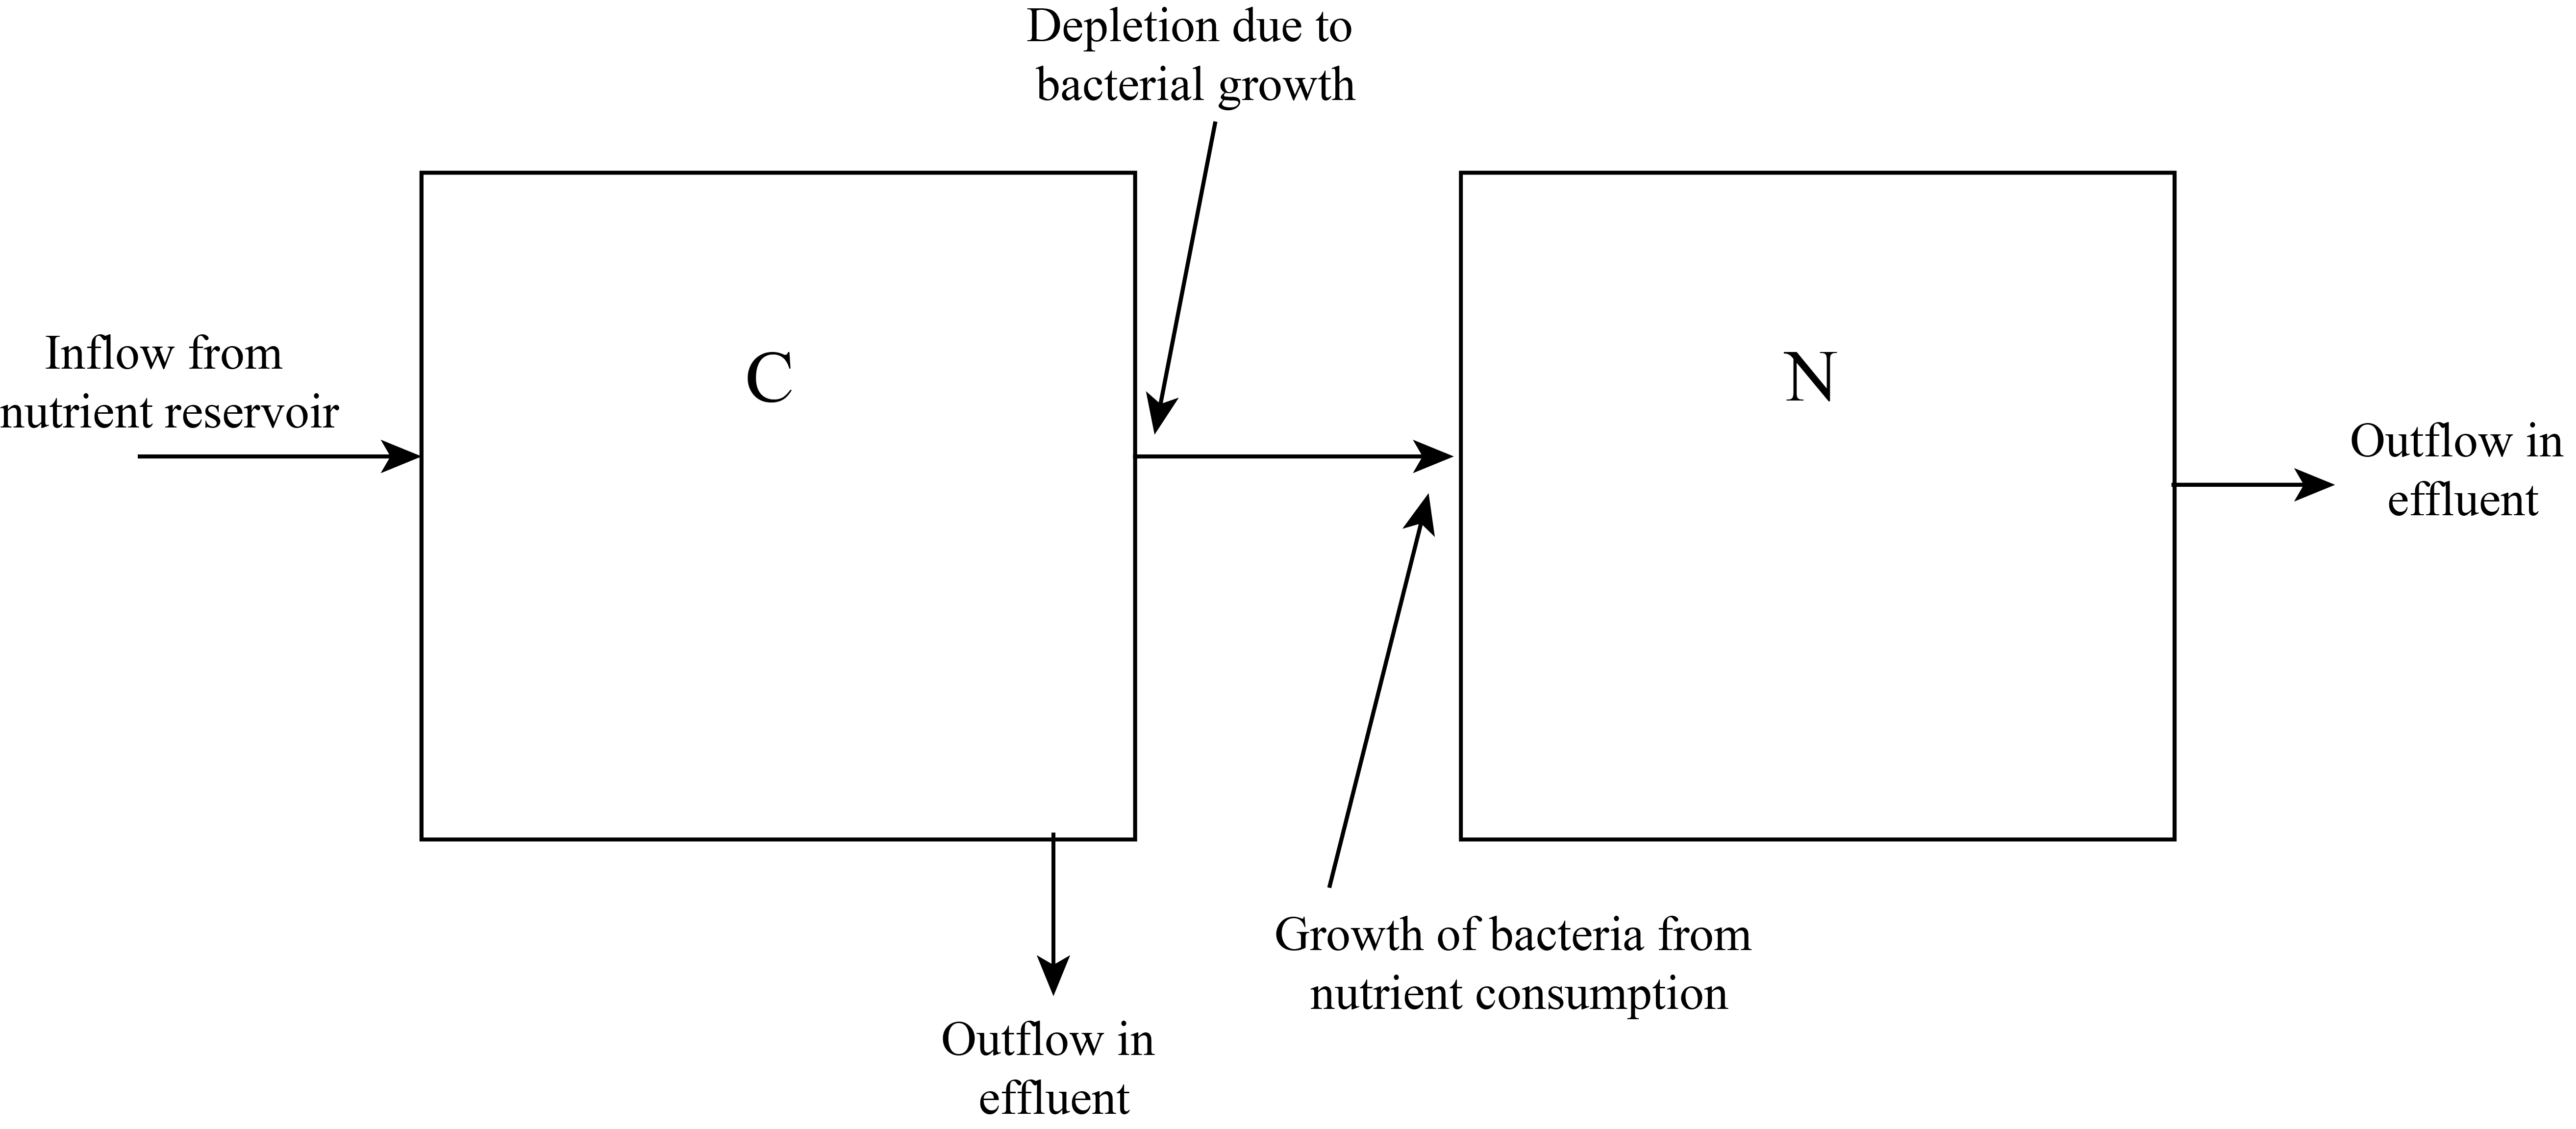 Depletion due to
bacterial growth
Inflow from
nutrient reservoir
C
N
Outflow in
effluent
Growth of bacteria from
nutrient consumption
Outflow in
effluent